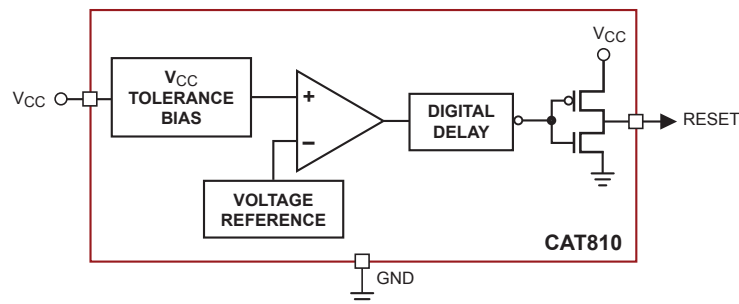 VCC
VCC
TOLERANCE
BIAS
+
−
VOLTAGE
REFERENCE
DIGITAL
DELAY
VCC
RESET
CAT810
GND